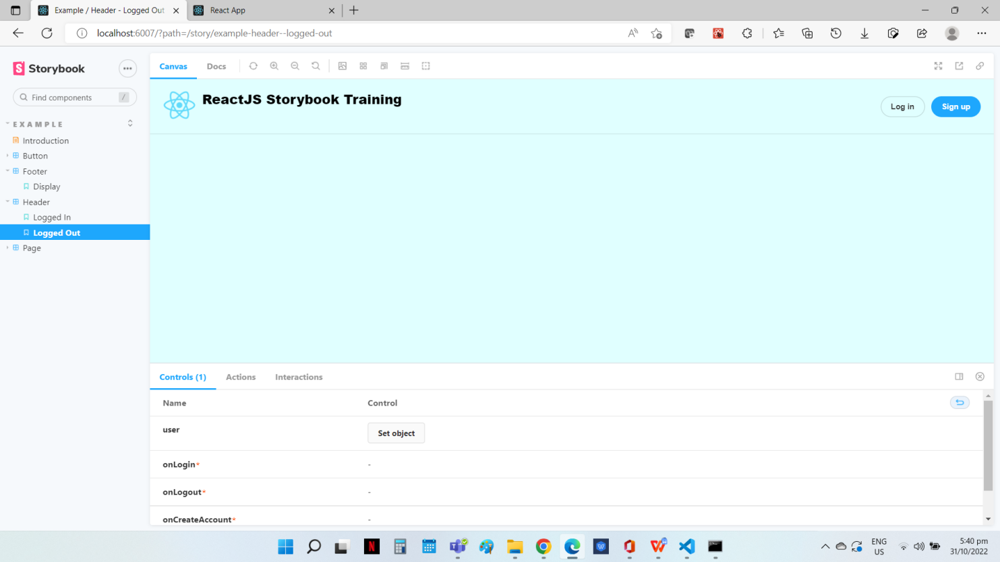 Example / Header - Logged Out
React App
localhost:6007/?path=/story/example-header--logged-out
Storybook
Canvas
Docs
Find components
/
ReactJS Storybook Training
Log in
Sign up
EXAMPLE
Introduction
Button
Footer
Display
Header
Logged In
Logged Out
Page
Controls (1)
Actions
Interactions
Name
Control
user
Set object
onLogin*
-
onLogout*
-
onCreateAccount*
-
ENG
US
5:40 pm
31/10/2022